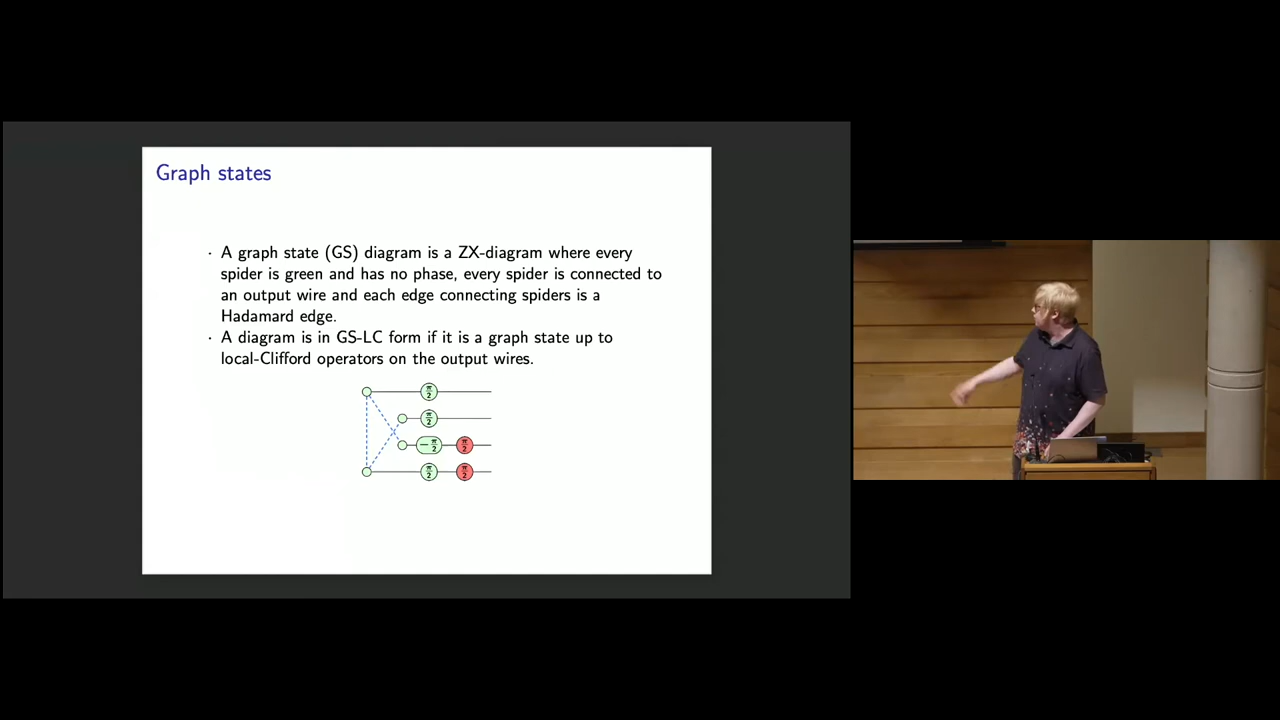 Graph states
· A graph state (GS) diagram is a ZX-diagram where every
spider is green and has no phase, every spider is connected to
an output wire and each edge connecting spiders is a
Hadamard edge.
· A diagram is in GS-LC form if it is a graph state up to
local-Clifford operators on the output wires.
π/2
π/2
−π/2 π/2
π/2 π/2